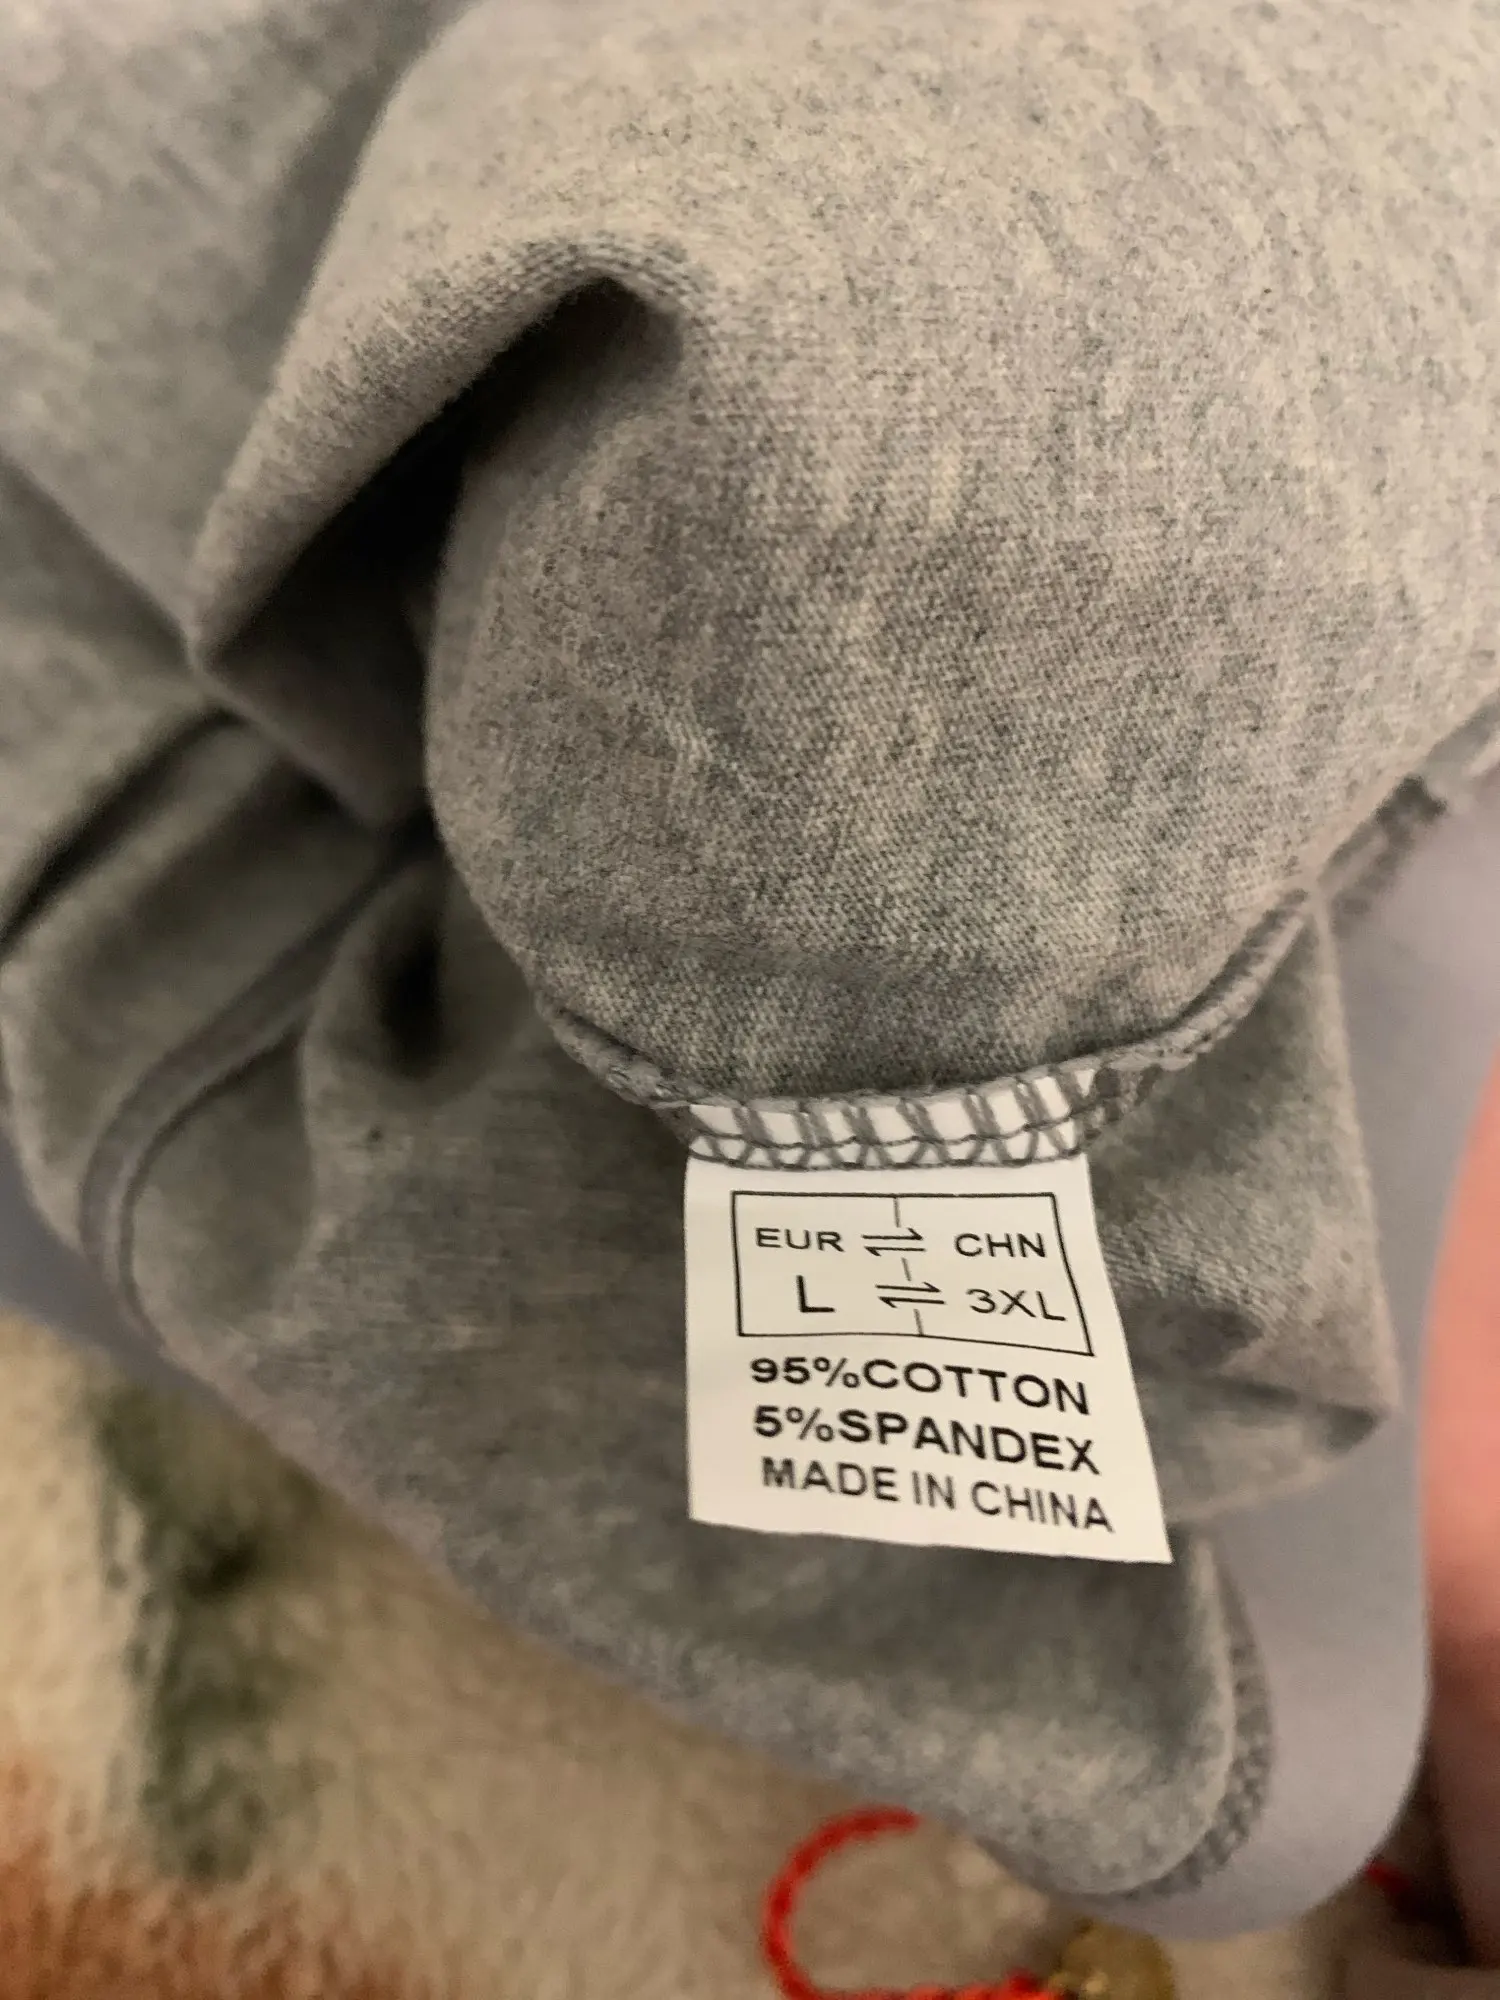 EUR ⇌ CHN
L ⇌ 3XL
95%COTTON
5%SPANDEX
MADE IN CHINA